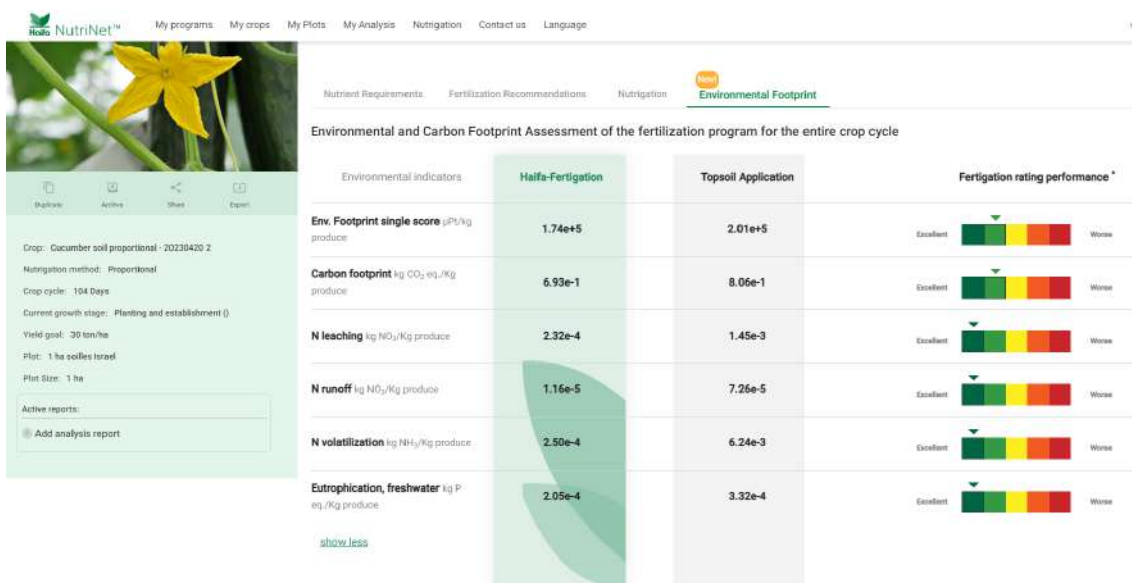 Haifa NutriNet™
My programs My crops My Plots My Analysis Nutrigation Contact us Language
New!
Nutrient Requirements Fertilization Recommendations Nutrigation Environmental Footprint
Environmental and Carbon Footprint Assessment of the fertilization program for the entire crop cycle
Duplicate Archive Share Export
Crop: Cucumber soil proportional - 20230420 2
Nutrigation method: Proportional
Crop cycle: 104 Days
Current growth stage: Planting and establishment ()
Yield goal: 30 ton/ha
Plot: 1 ha soilles Israel
Plot Size: 1 ha
Active reports:
Add analysis report
Environmental indicators Haifa-Fertigation Topsoil Application Fertigation rating performance *
Env. Footprint single score µPt/kg
produce
1.74e+5 2.01e+5 Excellent Worse
Carbon footprint kg CO₂ eq./Kg
produce
6.93e-1 8.06e-1 Excellent Worse
N leaching kg NO₃/Kg produce 2.32e-4 1.45e-3 Excellent Worse
N runoff kg NO₃/Kg produce 1.16e-5 7.26e-5 Excellent Worse
N volatilization kg NH₃/Kg produce 2.50e-4 6.24e-3 Excellent Worse
Eutrophication, freshwater kg P
eq./Kg produce
2.05e-4 3.32e-4 Excellent Worse
show less